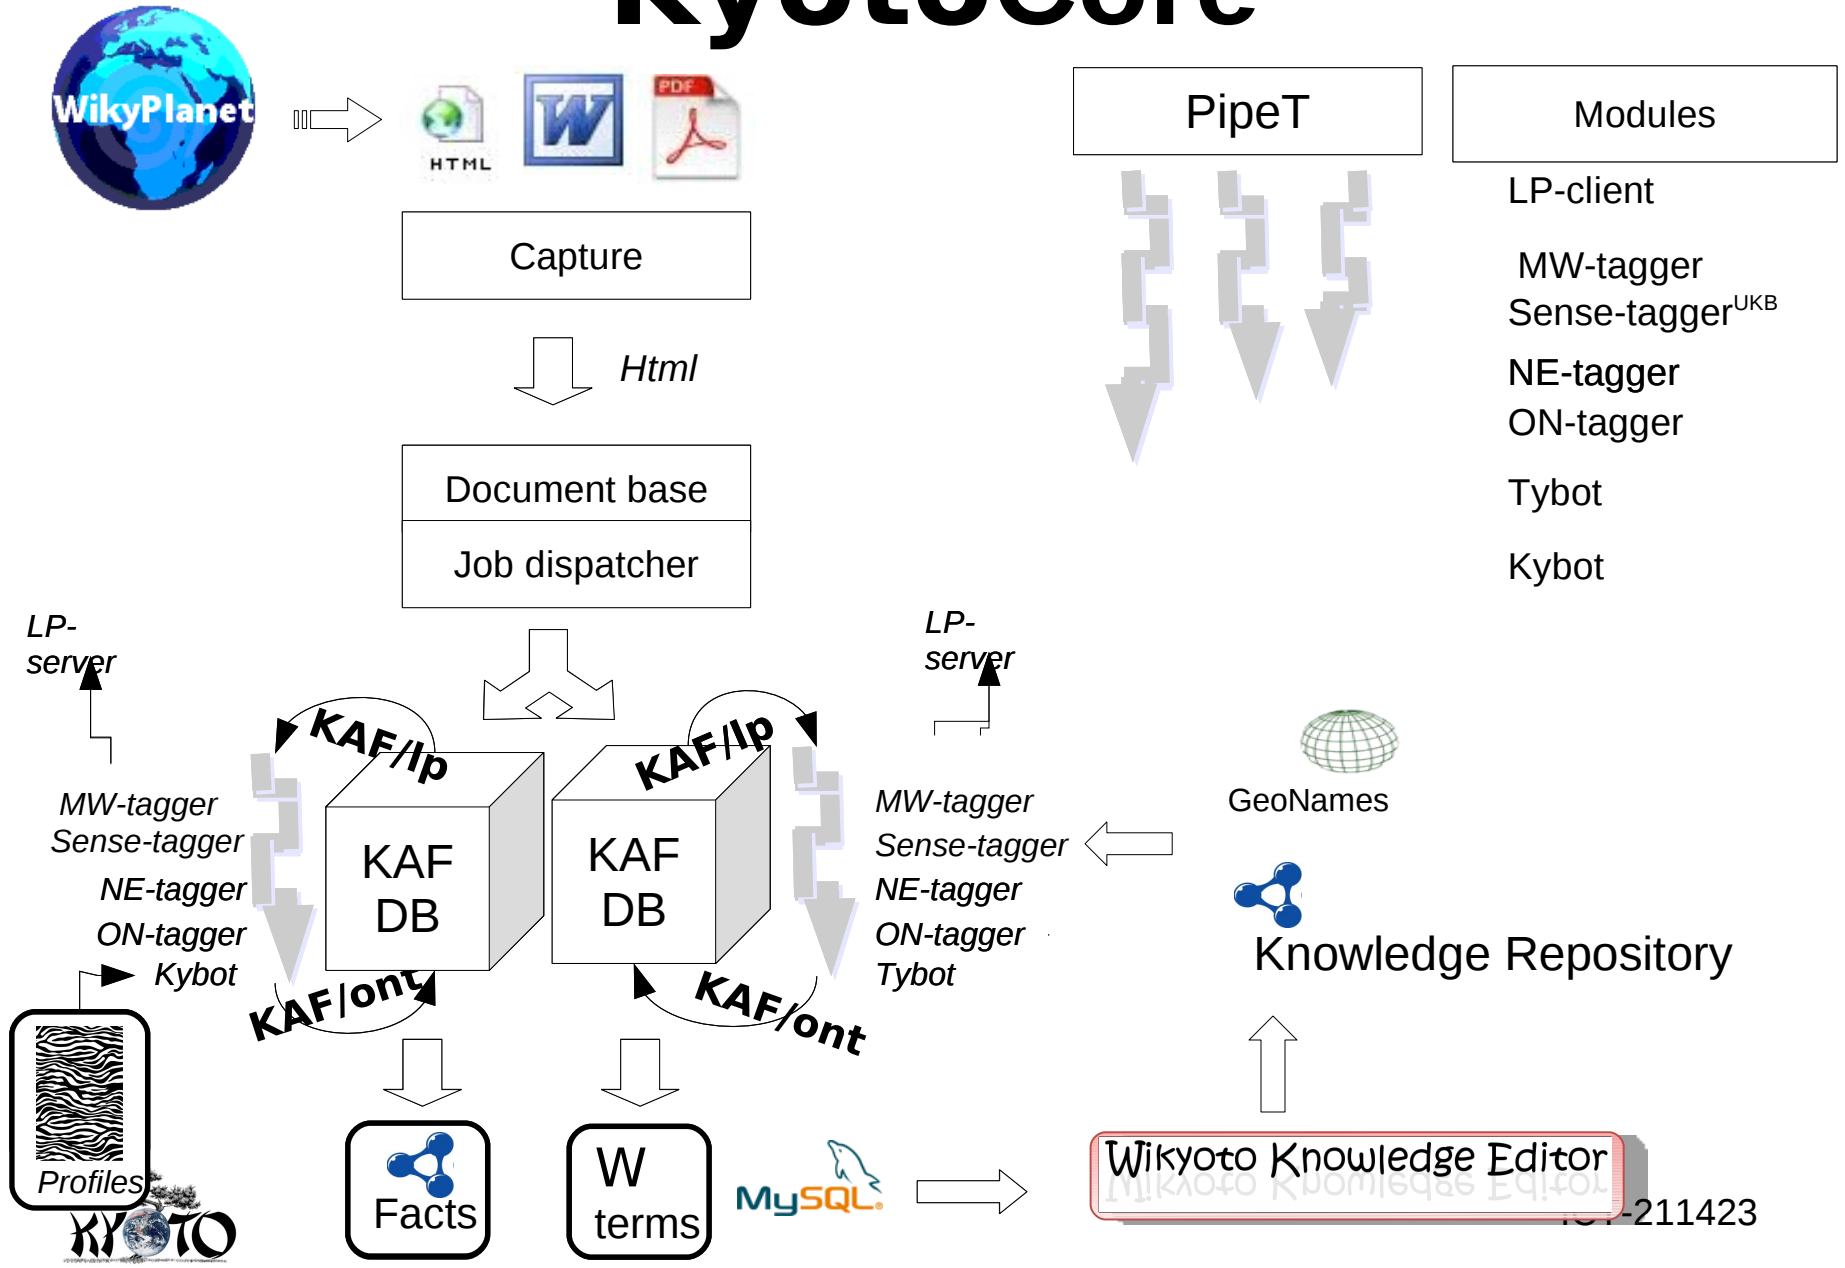 KyotoCore
WikyPlanet
HTML
W
PDF
PipeT
Modules
LP-client
MW-tagger
Sense-taggerUKB
NE-tagger
ON-tagger
Tybot
Kybot
Capture
Html
Document base
Job dispatcher
LP-
server
LP-
server
KAF/lp
KAF/lp
MW-tagger
Sense-tagger
NE-tagger
ON-tagger
Kybot
KAF
DB
KAF
DB
MW-tagger
Sense-tagger
NE-tagger
ON-tagger
Tybot
GeoNames
Knowledge Repository
KAF/ont
KAF/ont
Profiles
KYOTO
Facts
W
terms
MySQL
Wikyoto Knowledge Editor
-211423